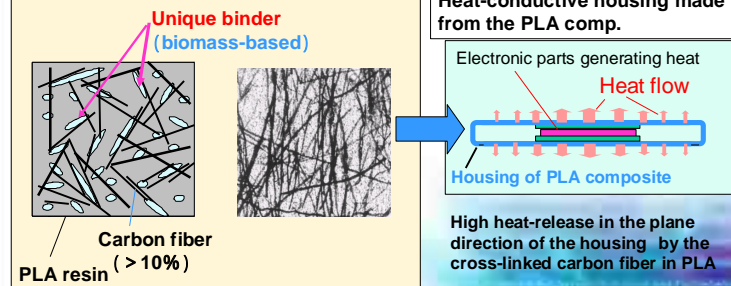 Unique binder
(biomass-based)
Carbon fiber
(>10%)
PLA resin
Heat-conductive housing made
from the PLA comp.
Electronic parts generating heat
Heat flow
Housing of PLA composite
High heat-release in the plane
direction of the housing by the
cross-linked carbon fiber in PLA